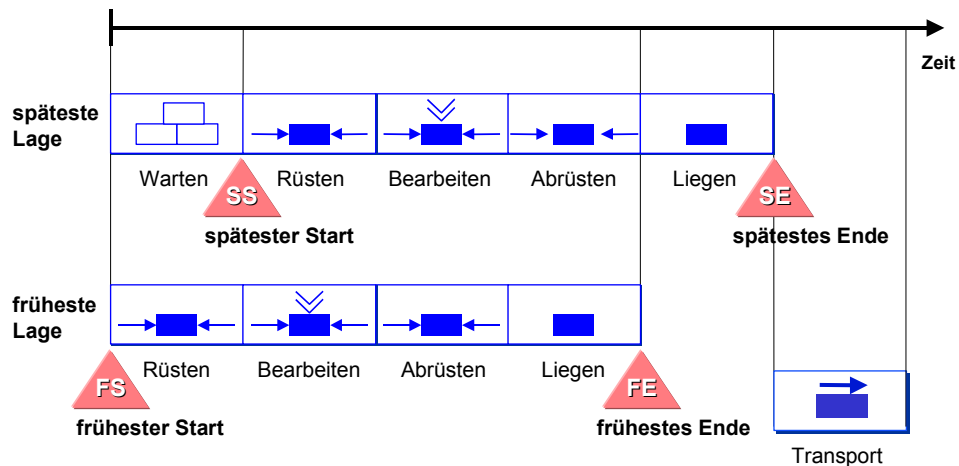 Zeit
späteste
Lage
Warten Rüsten Bearbeiten Abrüsten Liegen
SS SE
spätester Start spätestes Ende
früheste
Lage
Rüsten Bearbeiten Abrüsten Liegen
FS FE
frühester Start frühestes Ende
Transport